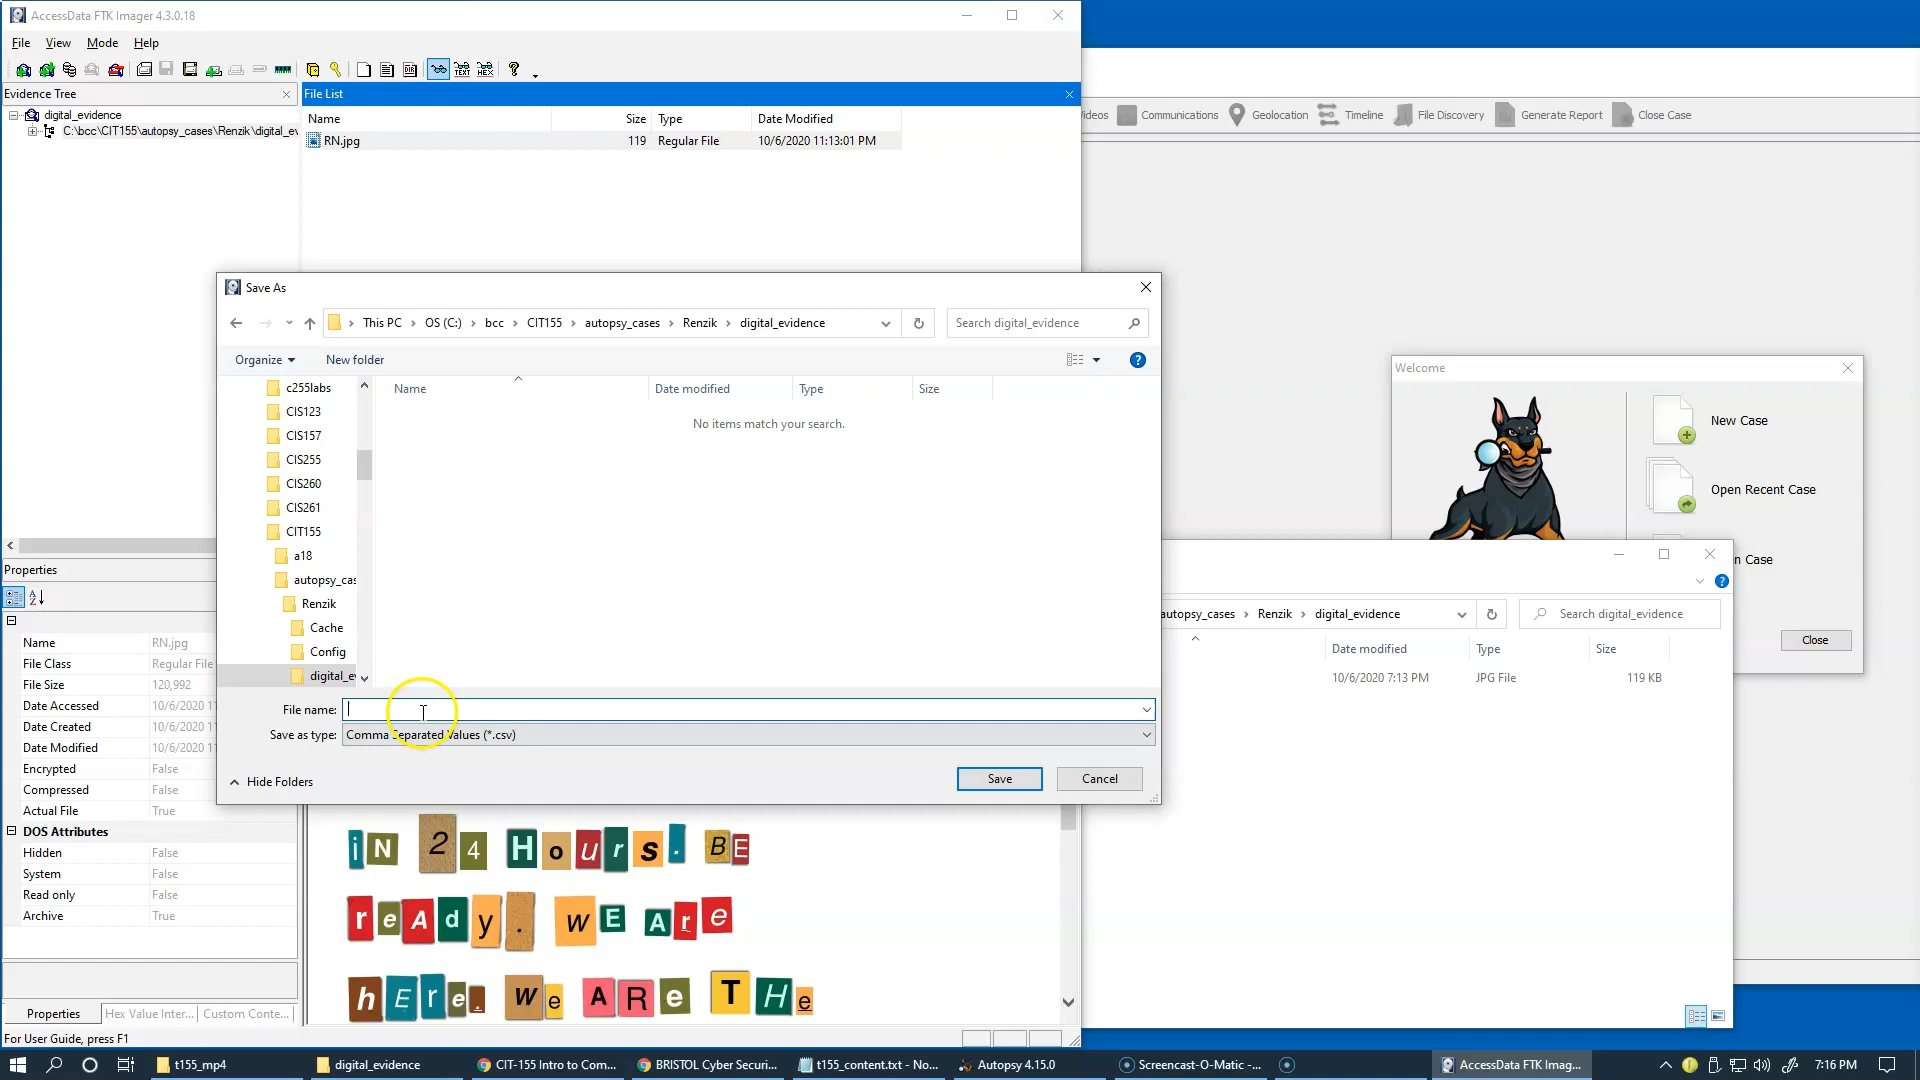 AccessData FTK Imager 4.3.0.18
File View Mode Help
TEXT HEX
Evidence Tree
File List
digital_evidence
C:\bcc\CIT155\autopsy_cases\Renzik\digital_ev
Name Size Type Date Modified
RN.jpg 119 Regular File 10/6/2020 11:13:01 PM
ideos Communications Geolocation Timeline File Discovery Generate Report Close Case
Save As
This PC › OS (C:) › bcc › CIT155 › autopsy_cases › Renzik › digital_evidence
Search digital_evidence
Organize New folder
Name Date modified Type Size
No items match your search.
c255labs
CIS123
CIS157
CIS255
CIS260
CIS261
CIT155
a18
autopsy_cas
Renzik
Cache
Config
digital_e
File name:
Save as type: Comma Separated Values (*.csv)
Hide Folders
Save Cancel
Welcome
New Case
Open Recent Case
n Case
Close
autopsy_cases › Renzik › digital_evidence
Search digital_evidence
Date modified Type Size
10/6/2020 7:13 PM JPG File 119 KB
Properties
Name RN.jpg
File Class Regular File
File Size 120,992
Date Accessed 10/6/2020 11
Date Created 10/6/2020 11
Date Modified 10/6/2020 11
Encrypted False
Compressed False
Actual File True
DOS Attributes
Hidden False
System False
Read only False
Archive True
iN 24 Hours. BE
reAdy. wE ARe
hERe. we ARe THe
Properties Hex Value Inter... Custom Conte...
For User Guide, press F1
t155_mp4 digital_evidence CIT-155 Intro to Com... BRISTOL Cyber Securi... t155_content.txt - No... Autopsy 4.15.0 Screencast-O-Matic -... AccessData FTK Imag... 7:16 PM